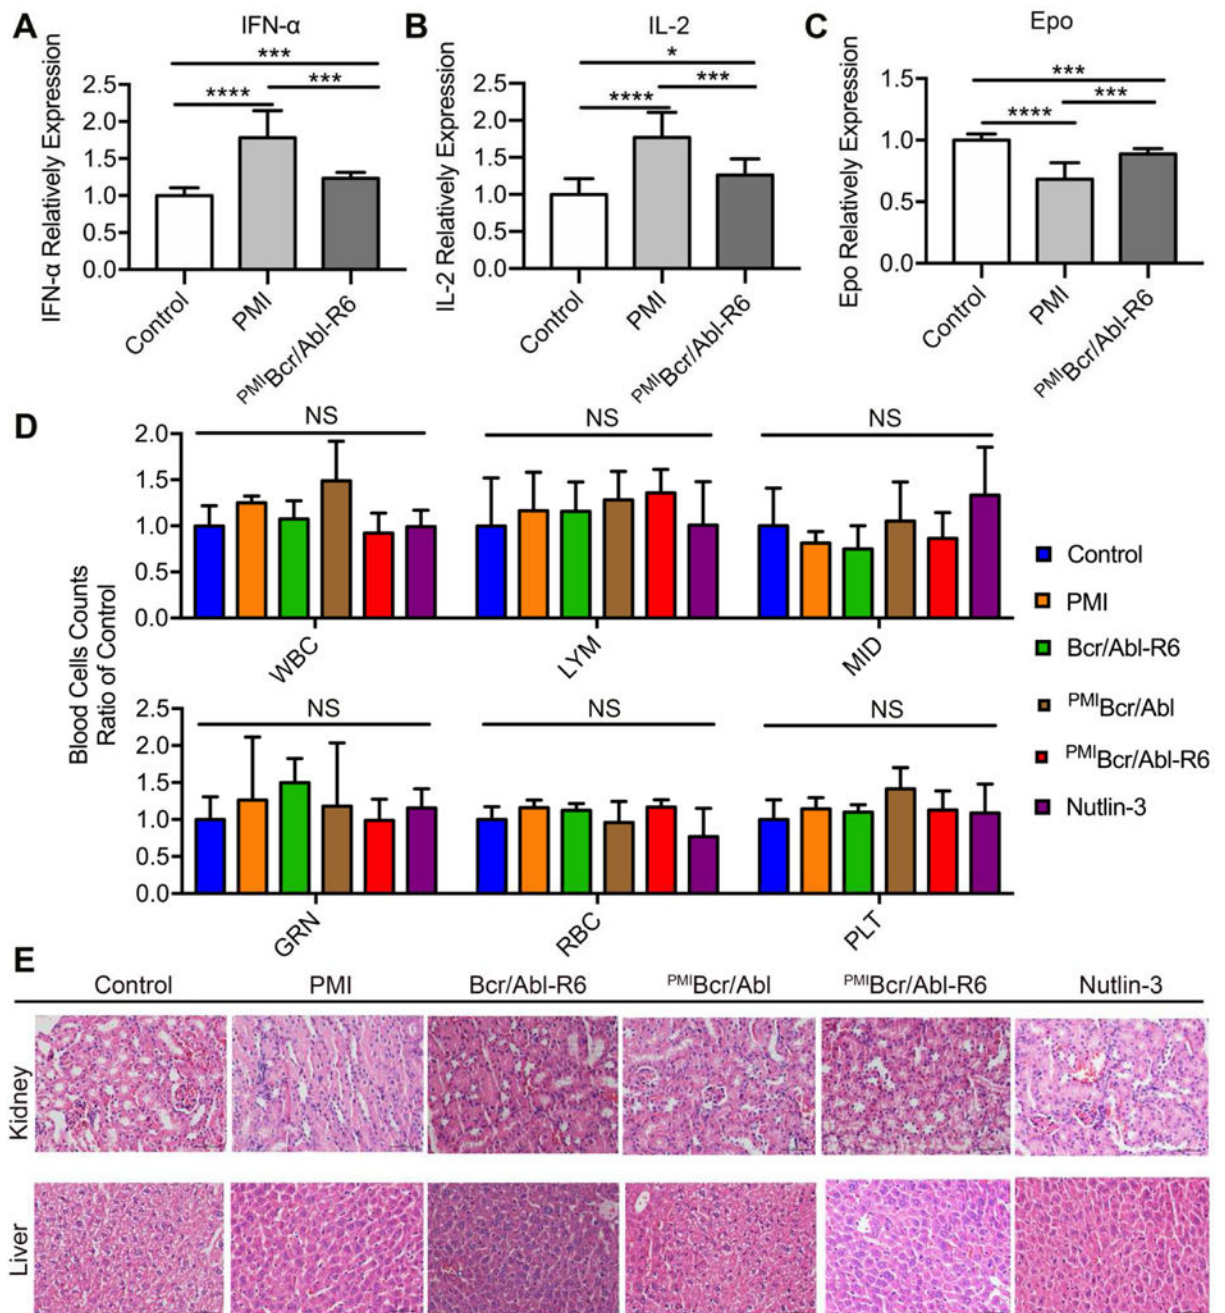 A
IFN-α
IFN-α Relatively Expression
2.5
2.0
1.5
1.0
0.5
0.0
***
****
***
Control
PMI
PMIBcr/Abl-R6
B
IL-2
IL-2 Relatively Expression
2.5
2.0
1.5
1.0
0.5
0.0
*
****
***
Control
PMI
PMIBcr/Abl-R6
C
Epo
Epo Relatively Expression
1.5
1.0
0.5
0.0
***
****
***
Control
PMI
PMIBcr/Abl-R6
D
Blood Cells Counts
Ratio of Control
2.0
1.5
1.0
0.5
0.0
NS
NS
NS
WBC
LYM
MID
2.5
2.0
1.5
1.0
0.5
0.0
NS
NS
NS
GRN
RBC
PLT
Control
PMI
Bcr/Abl-R6
PMIBcr/Abl
PMIBcr/Abl-R6
Nutlin-3
E
Control
PMI
Bcr/Abl-R6
PMIBcr/Abl
PMIBcr/Abl-R6
Nutlin-3
Kidney
Liver